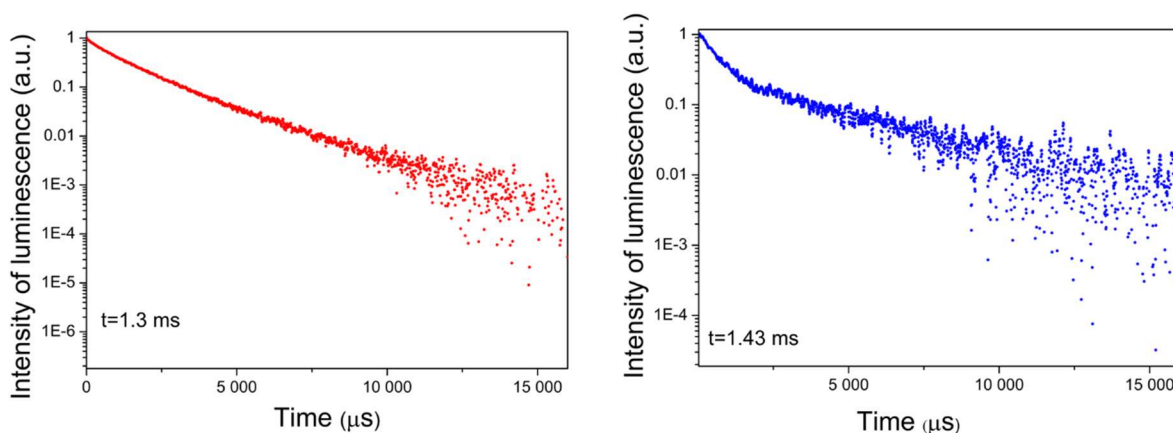 Intensity of luminescence (a.u.)
1
0.1
0.01
1E-3
1E-4
1E-5
1E-6
t=1.3 ms
0
5 000
10 000
15 000
Time (μs)
Intensity of luminescence (a.u.)
1
0.1
0.01
1E-3
1E-4
t=1.43 ms
5 000
10 000
15 000
Time (μs)